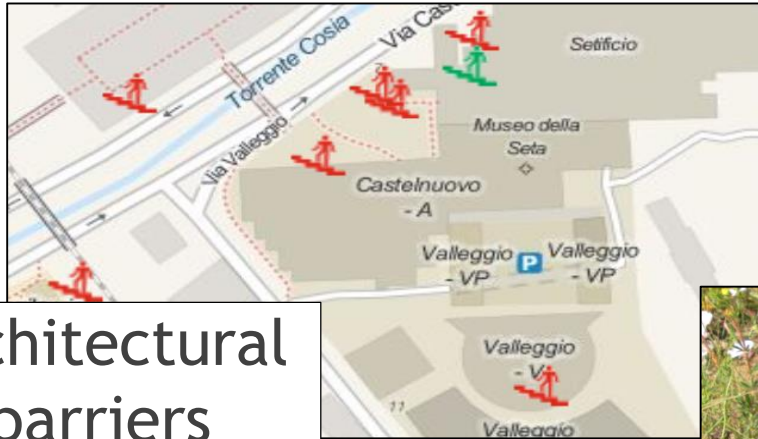 Via Cas
Torrente Cosia
Via Valleggio
Setificio
Museo della
Seta
Castelnuovo
- A
Valleggio
- VP
P
Valleggio
- VP
Valleggio
- V
11
Valleggio
chitectural
barriers